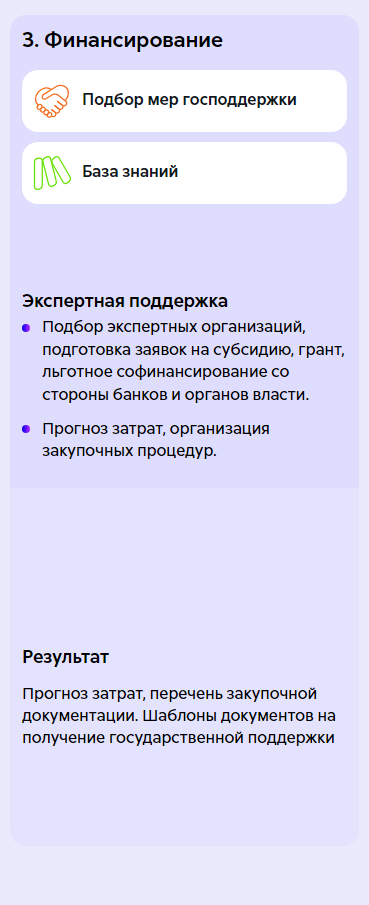 3. Финансирование
Подбор мер господдержки
База знаний
Экспертная поддержка
Подбор экспертных организаций,
подготовка заявок на субсидию, грант,
льготное софинансирование со
стороны банков и органов власти.
Прогноз затрат, организация
закупочных процедур.
Результат
Прогноз затрат, перечень закупочной
документации. Шаблоны документов на
получение государственной поддержки